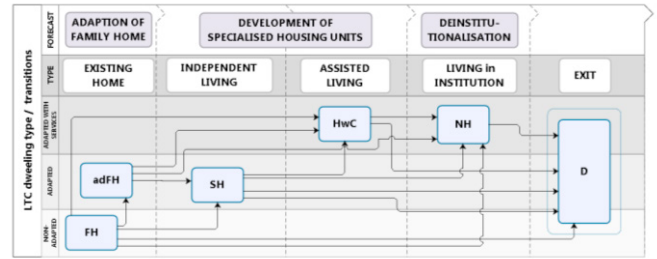 LTC dweeling type / transitions
FORECAST
ADAPTION OF
FAMILY HOME
DEVELOPMENT OF
SPECIALISED HOUSING UNITS
DEINSTITU-
TIONALISATION
TYPE
EXISTING
HOME
INDEPENDENT
LIVING
ASSISTED
LIVING
LIVING in
INSTITUTION
EXIT
ADAPTED WITH
SERVICES
HwC
NH
ADAPTED
adFH
SH
D
NON-
ADAPTED
FH